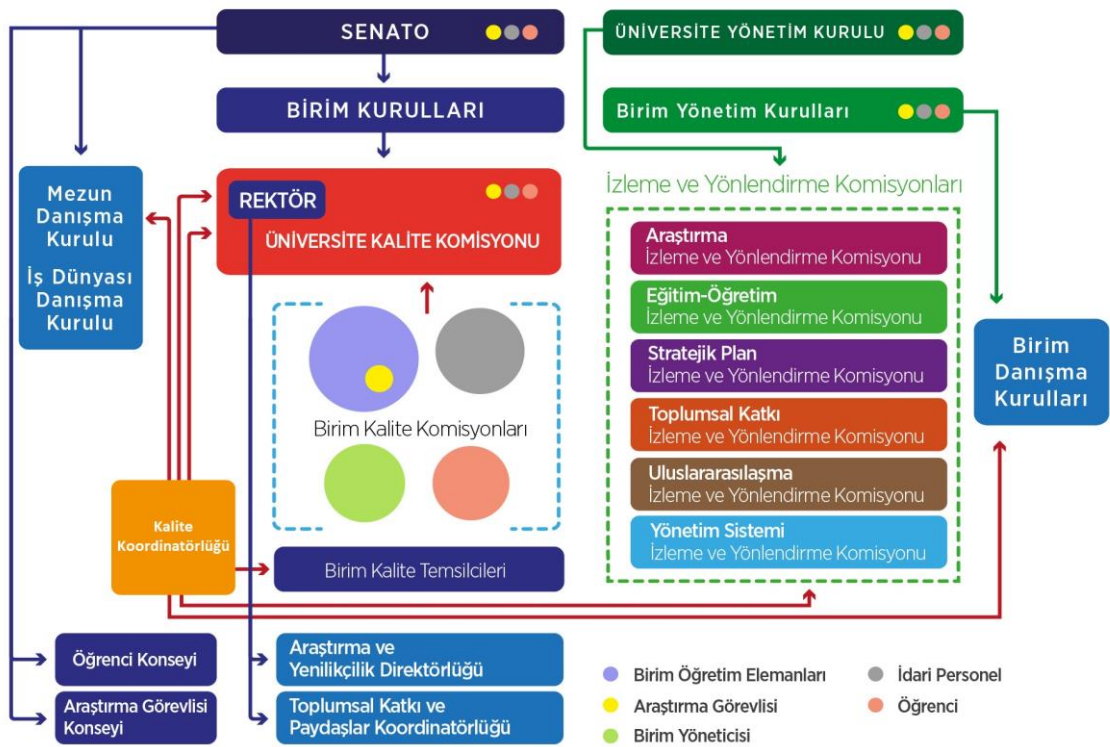 SENATO
ÜNİVERSİTE YÖNETİM KURULU
BİRİM KURULLARI
Birim Yönetim Kurulları
Mezun
Danışma
Kurulu
İş Dünyası
Danışma
Kurulu
REKTÖR
ÜNİVERSİTE KALİTE KOMİSYONU
İzleme ve Yönlendirme Komisyonları
Araştırma
İzleme ve Yönlendirme Komisyonu
Eğitim-Öğretim
İzleme ve Yönlendirme Komisyonu
Stratejik Plan
İzleme ve Yönlendirme Komisyonu
Toplumsal Katkı
İzleme ve Yönlendirme Komisyonu
Uluslararasılaşma
İzleme ve Yönlendirme Komisyonu
Yönetim Sistemi
İzleme ve Yönlendirme Komisyonu
Birim
Danışma
Kurulları
Birim Kalite Komisyonları
Kalite
Koordinatörlüğü
Birim Kalite Temsilcileri
Öğrenci Konseyi
Araştırma Görevlisi
Konseyi
Araştırma ve
Yenilikçilik Direktörlüğü
Toplumsal Katkı ve
Paydaşlar Koordinatörlüğü
Birim Öğretim Elemanları
Araştırma Görevlisi
Birim Yöneticisi
İdari Personel
Öğrenci